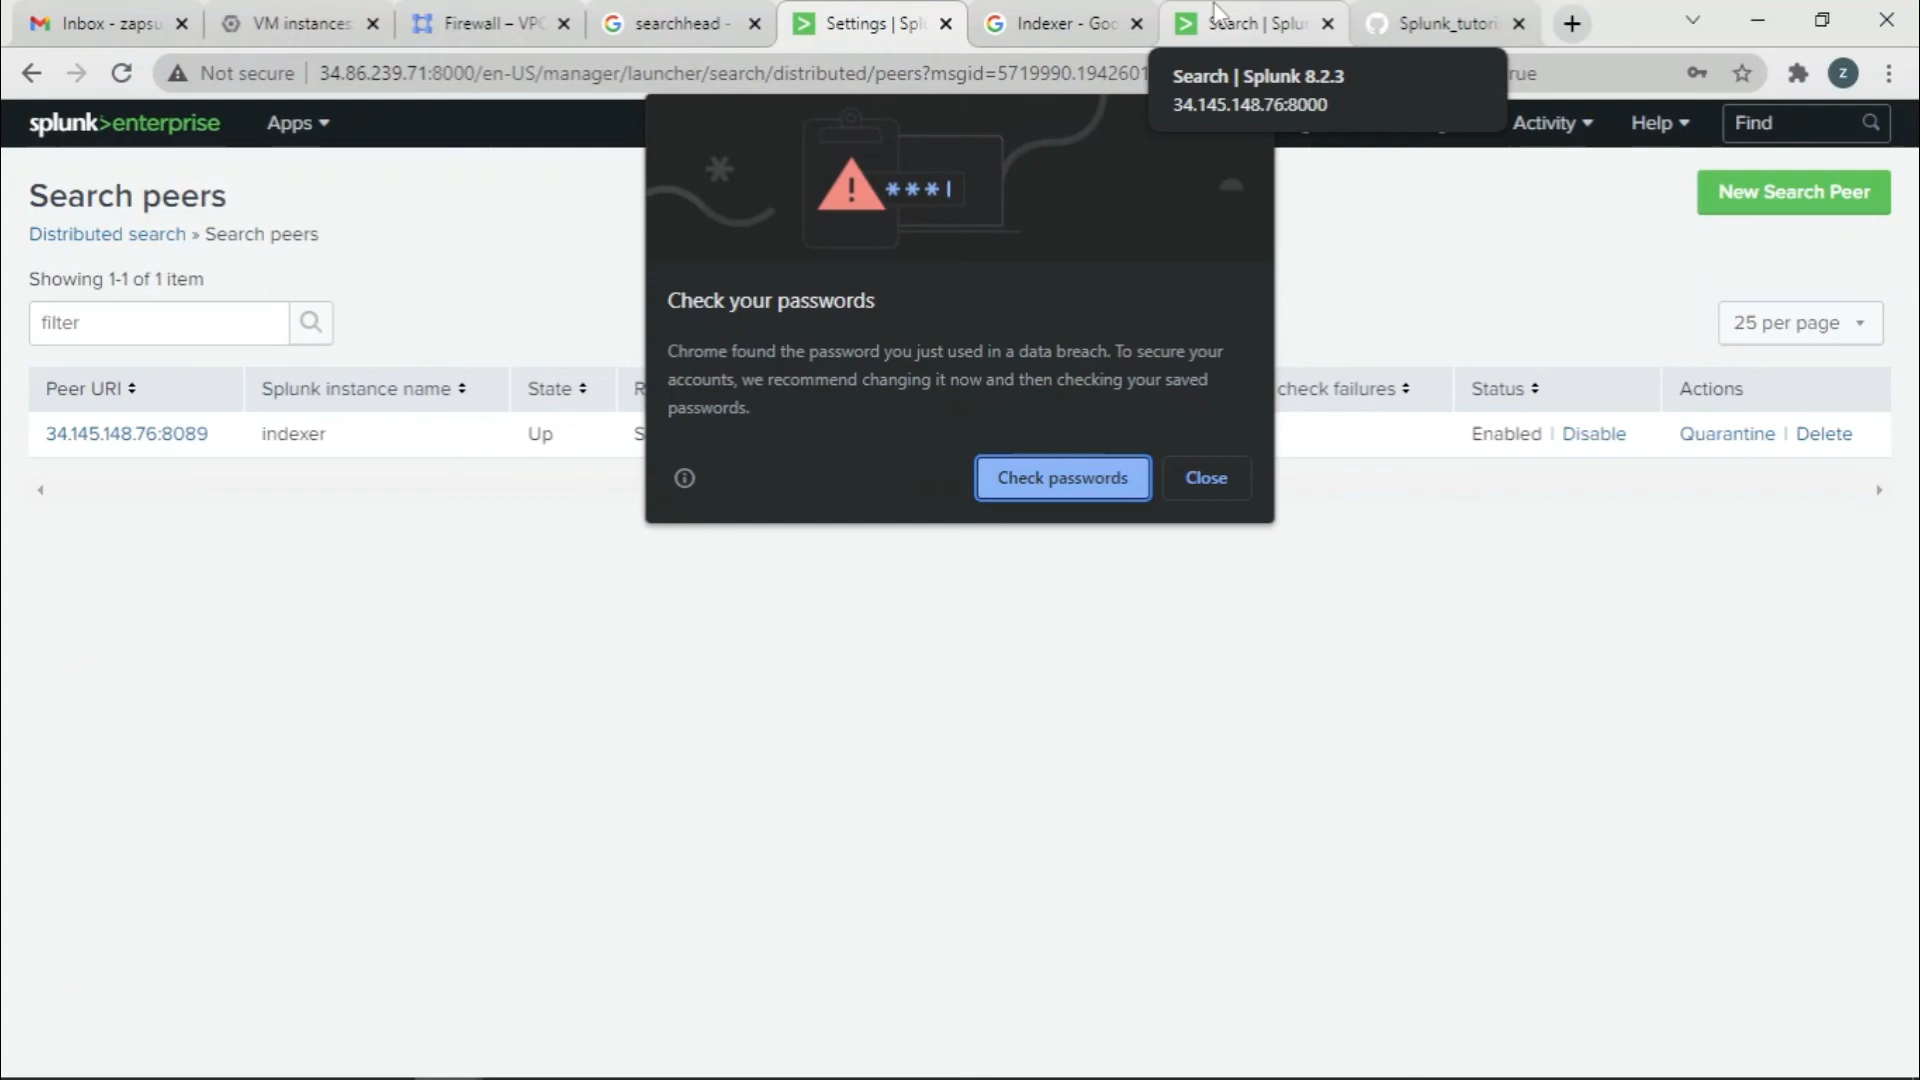 Inbox - zapsu
VM instances
Firewall – VPC
searchhead -
Settings | Spl
Indexer - Goo
Search | Splun
Splunk_tutori
Not secure
34.86.239.71:8000/en-US/manager/launcher/search/distributed/peers?msgid=5719990.1942601
rue
z
Search | Splunk 8.2.3
34.145.148.76:8000
splunk>enterprise
Apps
Activity
Help
Find
Search peers
New Search Peer
Distributed search » Search peers
Showing 1-1 of 1 item
filter
25 per page
***|
Check your passwords
Chrome found the password you just used in a data breach. To secure your
accounts, we recommend changing it now and then checking your saved
passwords.
Check passwords
Close
Peer URI
Splunk instance name
State
R
check failures
Status
Actions
34.145.148.76:8089
indexer
Up
S
Enabled | Disable
Quarantine | Delete